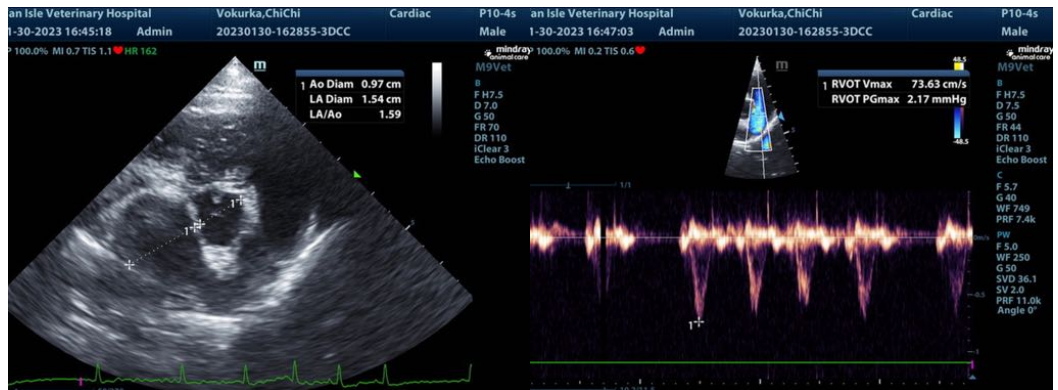 an Isle Veterinary Hospital Vokurka,ChiChi Cardiac P10-4s
1-30-2023 16:45:18 Admin 20230130-162855-3DCC Male
P 100.0% MI 0.7 TIS 1.1 HR 162
m
mindray
animalcare
M9Vet
1 Ao Diam 0.97 cm
LA Diam 1.54 cm
LA/Ao 1.59
B
F H7.5
D 7.0
G 50
FR 70
DR 110
iClear 3
Echo Boost
1
1
5
an Isle Veterinary Hospital Vokurka,ChiChi Cardiac P10-4s
1-30-2023 16:47:03 Admin 20230130-162855-3DCC Male
P 100.0% MI 0.2 TIS 0.6
m
mindray
animalcare
M9Vet
48.5
-48.5
1 RVOT Vmax 73.63 cm/s
RVOT PGmax 2.17 mmHg
B
F H7.5
D 7.5
G 50
FR 44
DR 110
iClear 3
Echo Boost
C
F 5.7
G 40
WF 749
PRF 7.4k
PW
F 5.0
WF 250
G 50
SVD 36.1
SV 2.0
PRF 11.0k
Angle 0°
1/1
m/s
-0.5
1